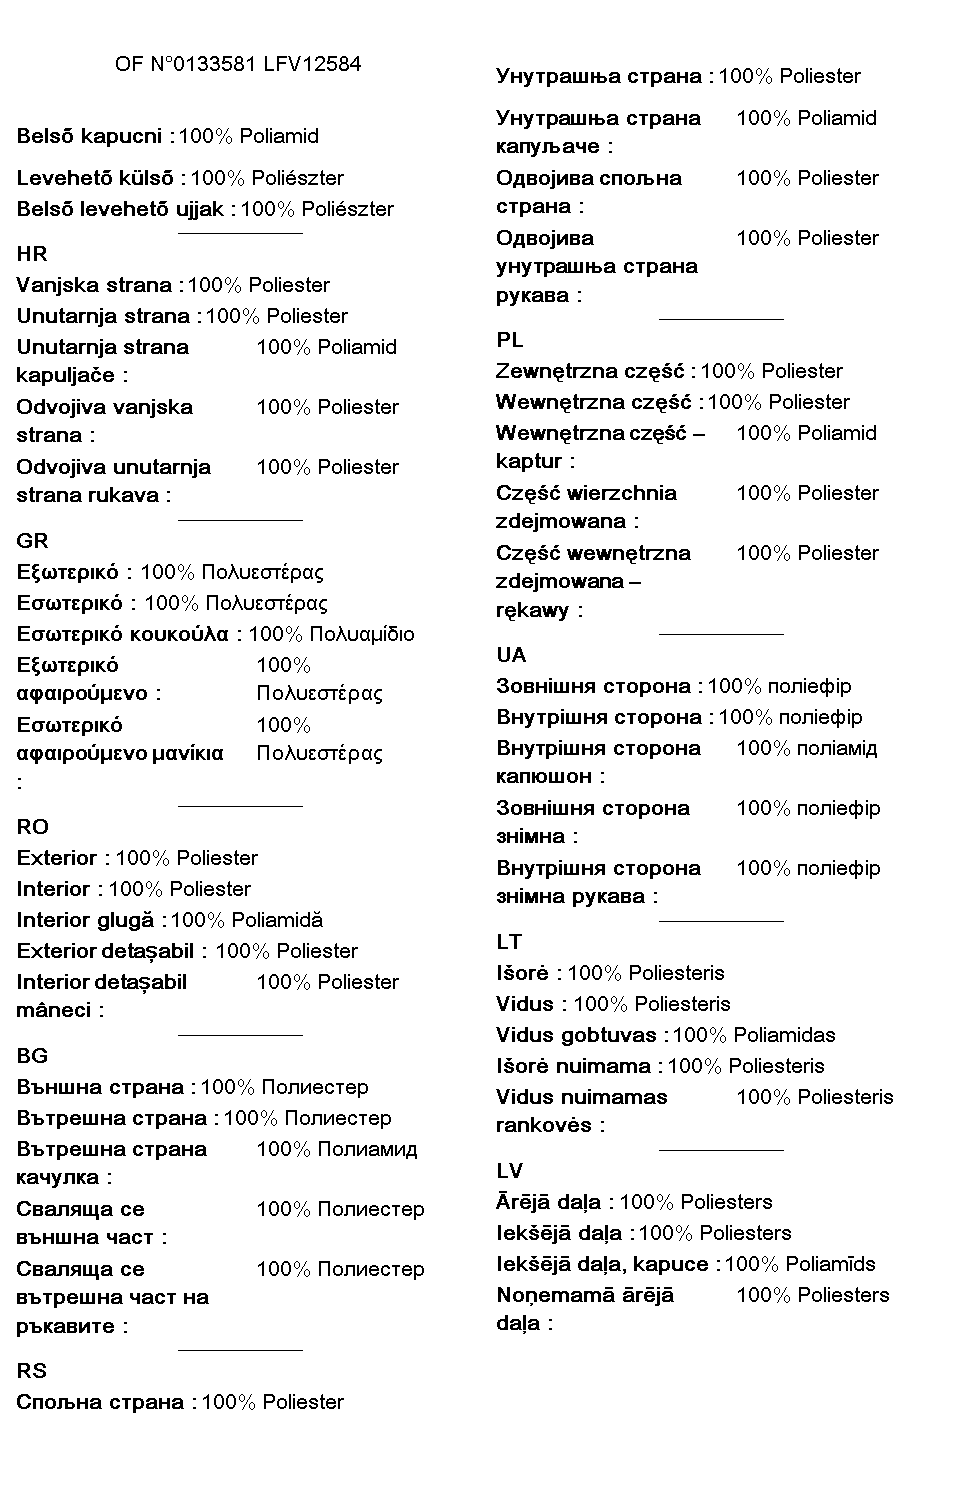 OF N°0133581 LFV12584
Belsõ kapucni : 100% Poliamid
Levehetõ külsõ : 100% Poliészter
Belsõ levehetõ ujjak : 100% Poliészter
HR
Vanjska strana : 100% Poliester
Unutarnja strana : 100% Poliester
Unutarnja strana 100% Poliamid
kapuljače :
Odvojiva vanjska 100% Poliester
strana :
Odvojiva unutarnja 100% Poliester
strana rukava :
GR
Εξωτερικό : 100% Πολυεστέρας
Εσωτερικό : 100% Πολυεστέρας
Εσωτερικό κουκούλα : 100% Πολυαμίδιο
Εξωτερικό 100%
αφαιρούμενο : Πολυεστέρας
Εσωτερικό 100%
αφαιρούμενο μανίκια Πολυεστέρας
:
RO
Exterior : 100% Poliester
Interior : 100% Poliester
Interior glugă : 100% Poliamidă
Exterior detașabil : 100% Poliester
Interior detașabil 100% Poliester
mâneci :
BG
Външна страна : 100% Полиестер
Вътрешна страна : 100% Полиестер
Вътрешна страна 100% Полиамид
качулка :
Сваляща се 100% Полиестер
външна част :
Сваляща се 100% Полиестер
вътрешна част на
ръкавите :
RS
Спољна страна : 100% Poliester
Унутрашња страна : 100% Poliester
Унутрашња страна 100% Poliamid
капуљаче :
Одвојива спољна 100% Poliester
страна :
Одвојива 100% Poliester
унутрашња страна
рукава :
PL
Zewnętrzna część : 100% Poliester
Wewnętrzna część : 100% Poliester
Wewnętrzna część – 100% Poliamid
kaptur :
Część wierzchnia 100% Poliester
zdejmowana :
Część wewnętrzna 100% Poliester
zdejmowana –
rękawy :
UA
Зовнішня сторона : 100% поліефір
Внутрішня сторона : 100% поліефір
Внутрішня сторона 100% поліамід
капюшон :
Зовнішня сторона 100% поліефір
знімна :
Внутрішня сторона 100% поліефір
знімна рукава :
LT
Išorė : 100% Poliesteris
Vidus : 100% Poliesteris
Vidus gobtuvas : 100% Poliamidas
Išorė nuimama : 100% Poliesteris
Vidus nuimamas 100% Poliesteris
rankovės :
LV
Ārējā daļa : 100% Poliesters
Iekšējā daļa : 100% Poliesters
Iekšējā daļa, kapuce : 100% Poliamīds
Noņemamā ārējā 100% Poliesters
daļa :